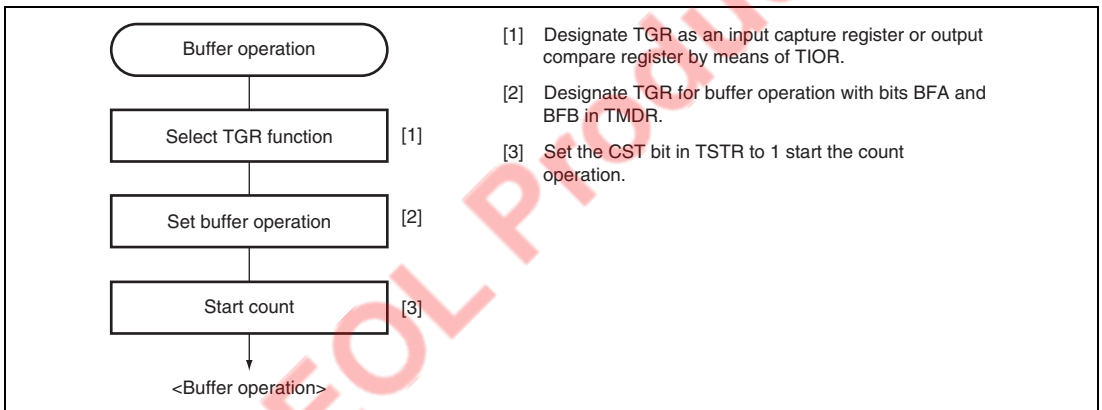 Buffer operation
Select TGR function
[1]
Set buffer operation
[2]
Start count
[3]
<Buffer operation>
[1] Designate TGR as an input capture register or output
compare register by means of TIOR.
[2] Designate TGR for buffer operation with bits BFA and
BFB in TMDR.
[3] Set the CST bit in TSTR to 1 start the count
operation.
EOL Produ